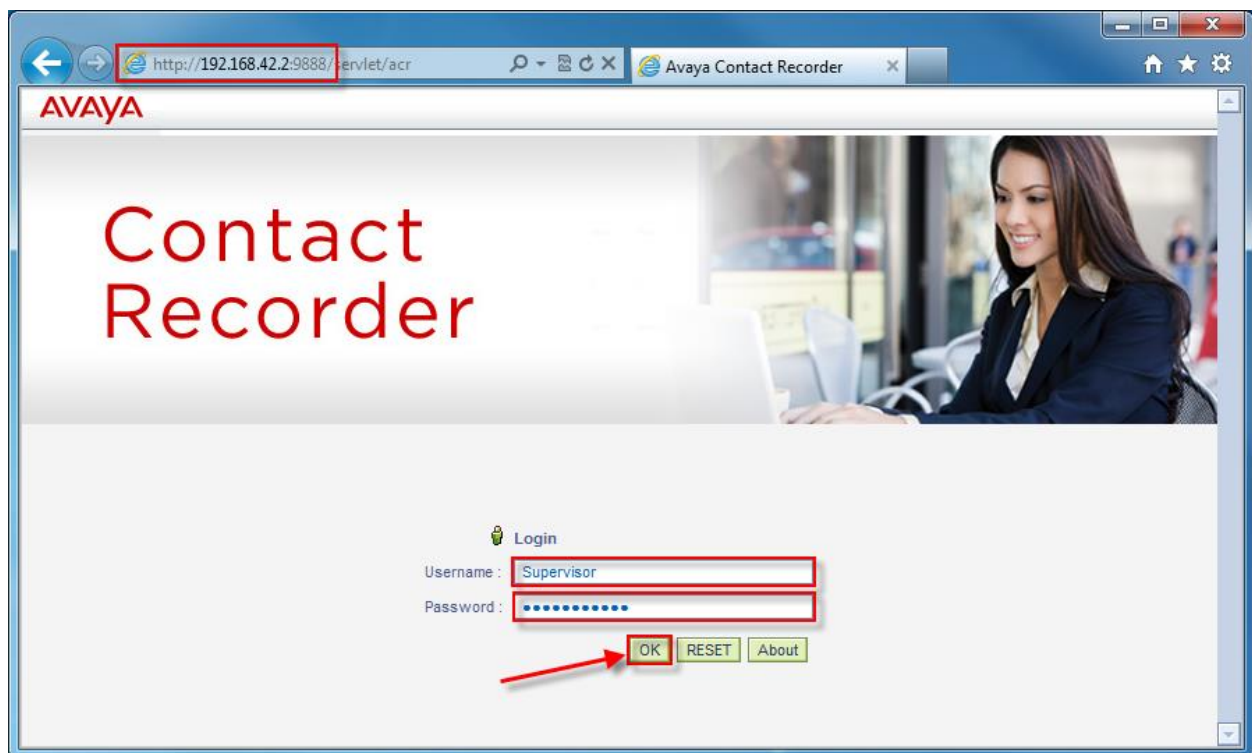 http://192.168.42.2:9888/servlet/acr
Avaya Contact Recorder
AVAYA
Contact
Recorder
Login
Username : Supervisor
Password : •••••••••••
OK RESET About